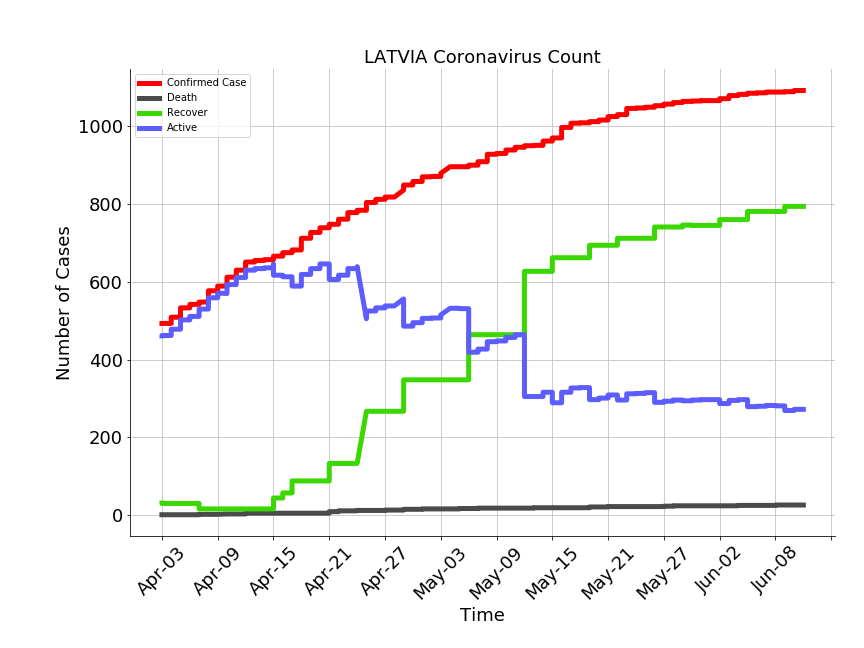 LATVIA Coronavirus Count
Confirmed Case
Death
Recover
Active
Number of Cases
1000
800
600
400
200
0
Apr-03
Apr-09
Apr-15
Apr-21
Apr-27
May-03
May-09
May-15
May-21
May-27
Jun-02
Jun-08
Time